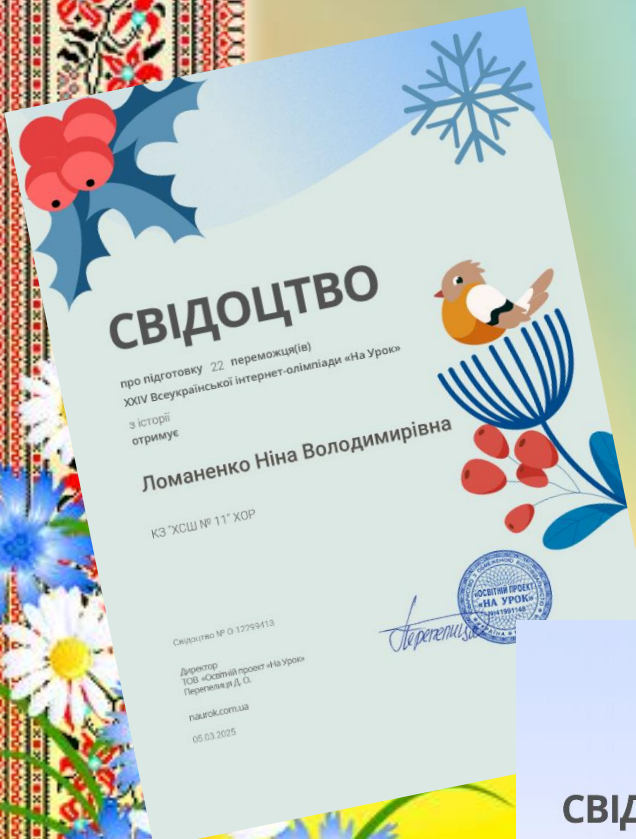 СВІДОЦТВО
про підготовку 22 переможця(ів)
XXIV Всеукраїнської інтернет-олімпіади «На Урок»
з історії
отримує
Ломаненко Ніна Володимирівна
КЗ "ХСШ № 11" ХОР
«ОСВІТНІЙ ПРОЕКТ
«НА УРОК»
№41991148
Свідоцтво № O-12299413
Директор
ТОВ «Освітній проект «На Урок»
Перепелиця Д. О.
naurok.com.ua
05.03.2025
СВІД